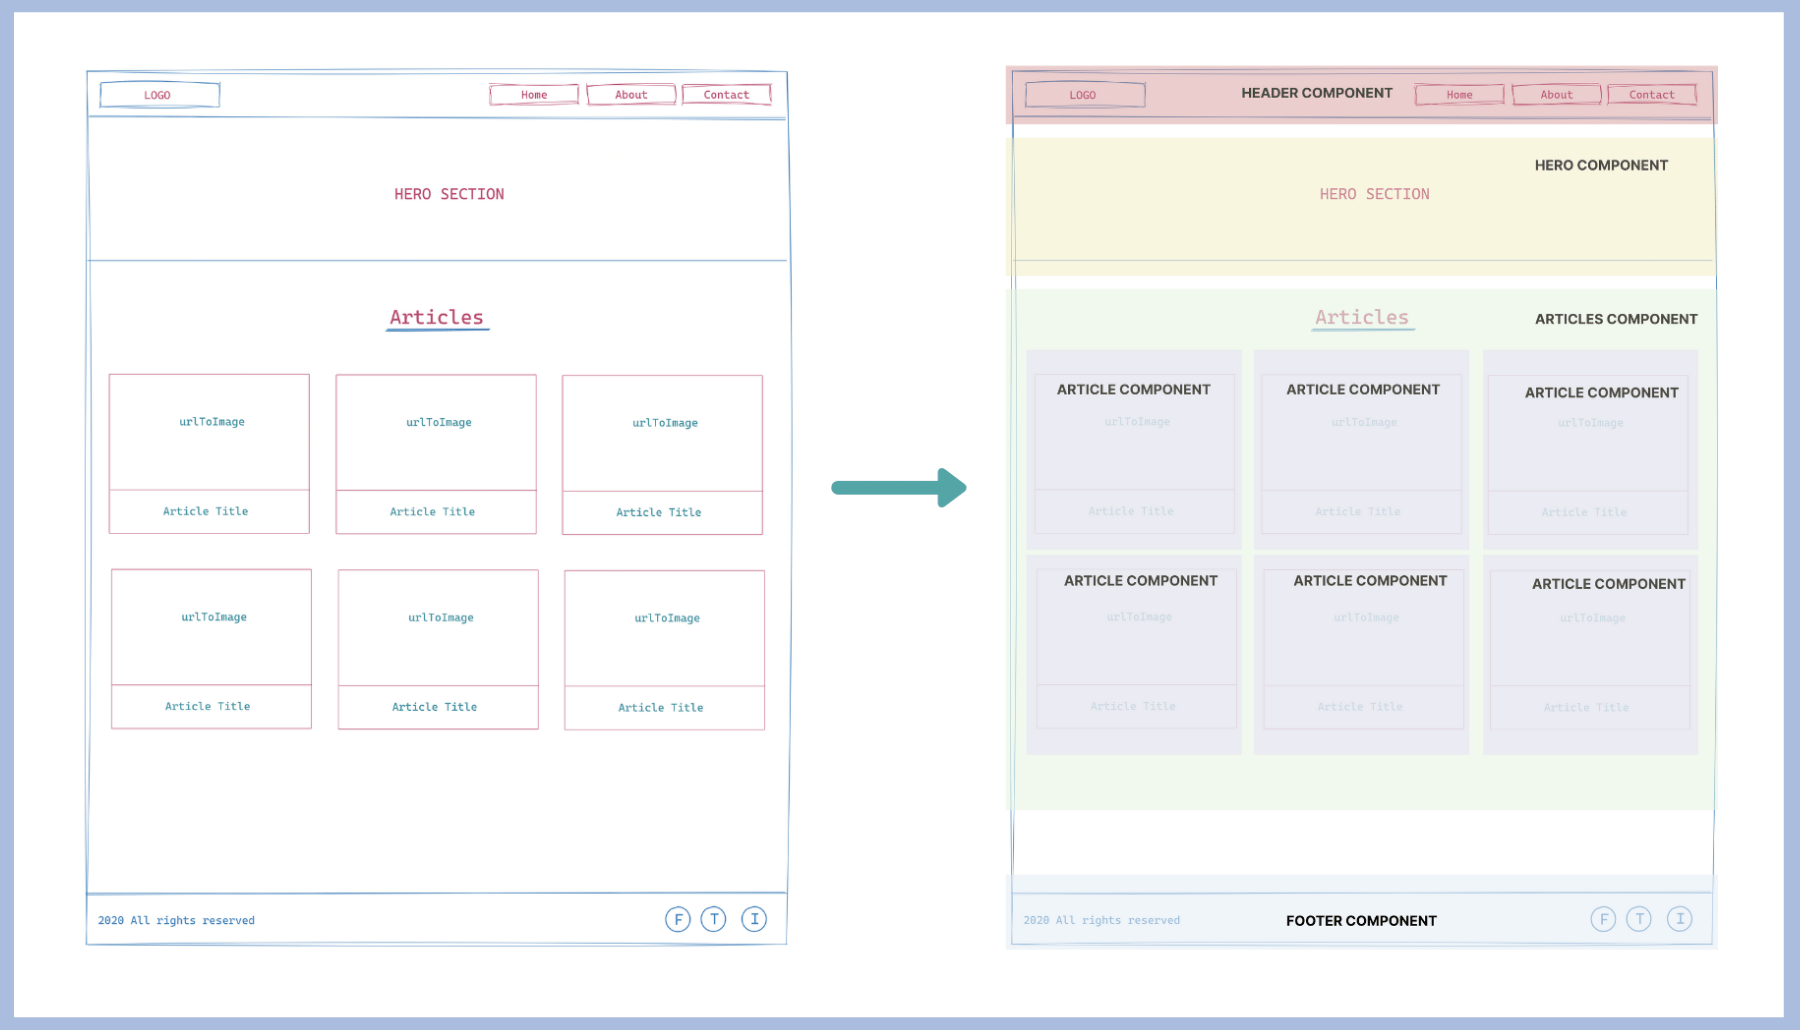 LOGO Home About Contact
HERO SECTION
Articles
urlToImage urlToImage urlToImage
Article Title Article Title Article Title
urlToImage urlToImage urlToImage
Article Title Article Title Article Title
2020 All rights reserved F T I
LOGO HEADER COMPONENT Home About Contact
HERO COMPONENT
HERO SECTION
Articles ARTICLES COMPONENT
ARTICLE COMPONENT ARTICLE COMPONENT ARTICLE COMPONENT
urlToImage urlToImage urlToImage
Article Title Article Title Article Title
ARTICLE COMPONENT ARTICLE COMPONENT ARTICLE COMPONENT
urlToImage urlToImage urlToImage
Article Title Article Title Article Title
2020 All rights reserved FOOTER COMPONENT F T I